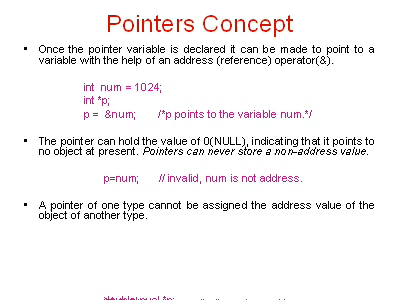 Pointers Concept
• Once the pointer variable is declared it can be made to point to a
variable with the help of an address (reference) operator(&).
int num = 1024;
int *p;
p = &num; /*p points to the variable num.*/
• The pointer can hold the value of 0(NULL), indicating that it points to
no object at present. Pointers can never store a non-address value.
p=num; // invalid, num is not address.
• A pointer of one type cannot be assigned the address value of the
object of another type.